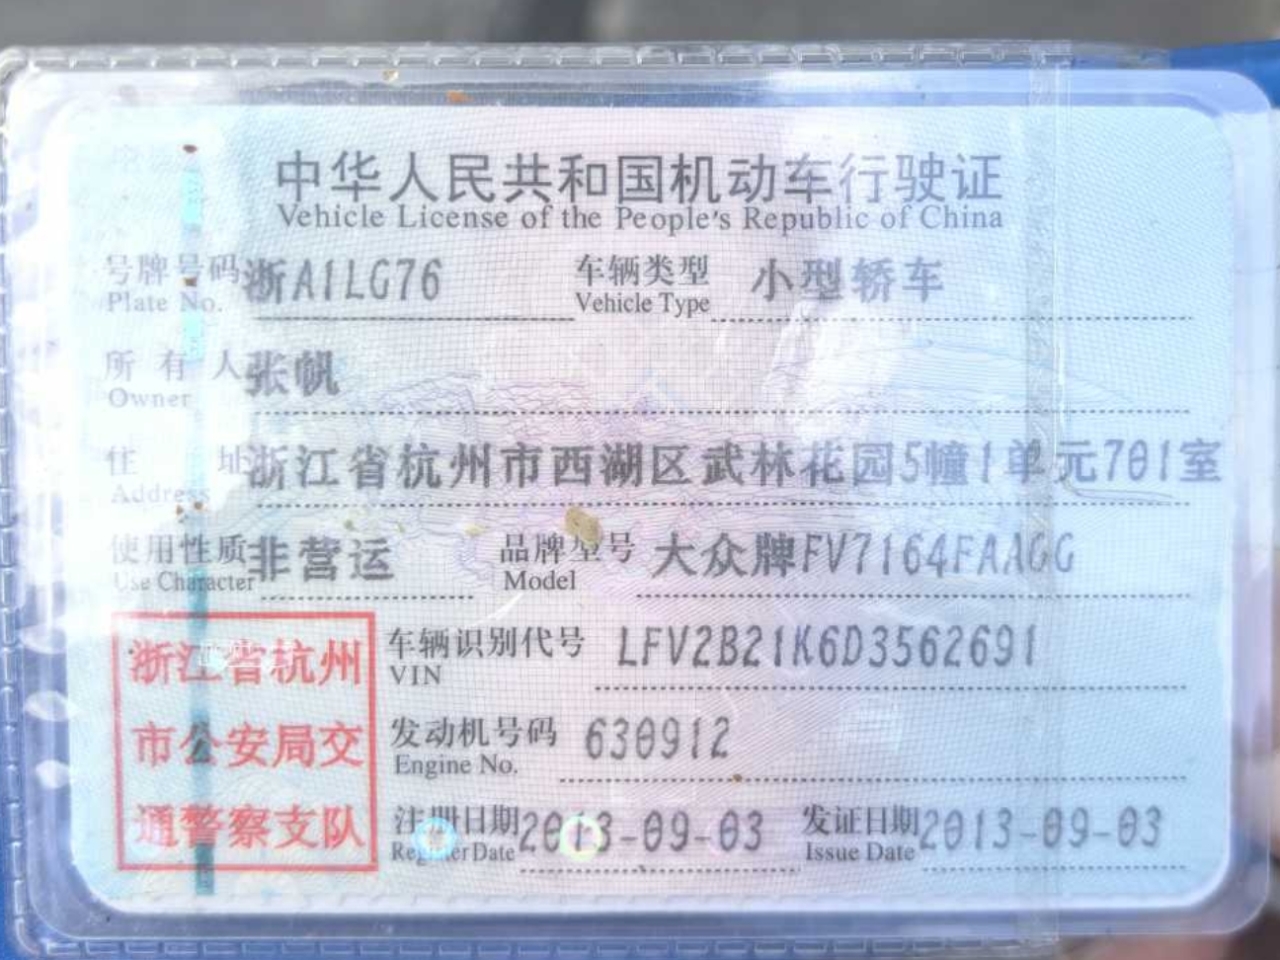 中华人民共和国机动车行驶证
Vehicle License of the People's Republic of China
号牌号码 浙A1LG76 车辆类型 小型轿车
Plate No. Vehicle Type
所有人 张帆
Owner
住址 浙江省杭州市西湖区武林花园5幢1单元701室
Address
使用性质 非营运 品牌型号 大众牌FV7164FAAGG
Use Character Model
浙江省杭州
市公安局交
通警察支队
车辆识别代号 LFV2B21K6D3562691
VIN
发动机号码 630912
Engine No.
注册日期 2013-09-03 发证日期 2013-09-03
Register Date Issue Date